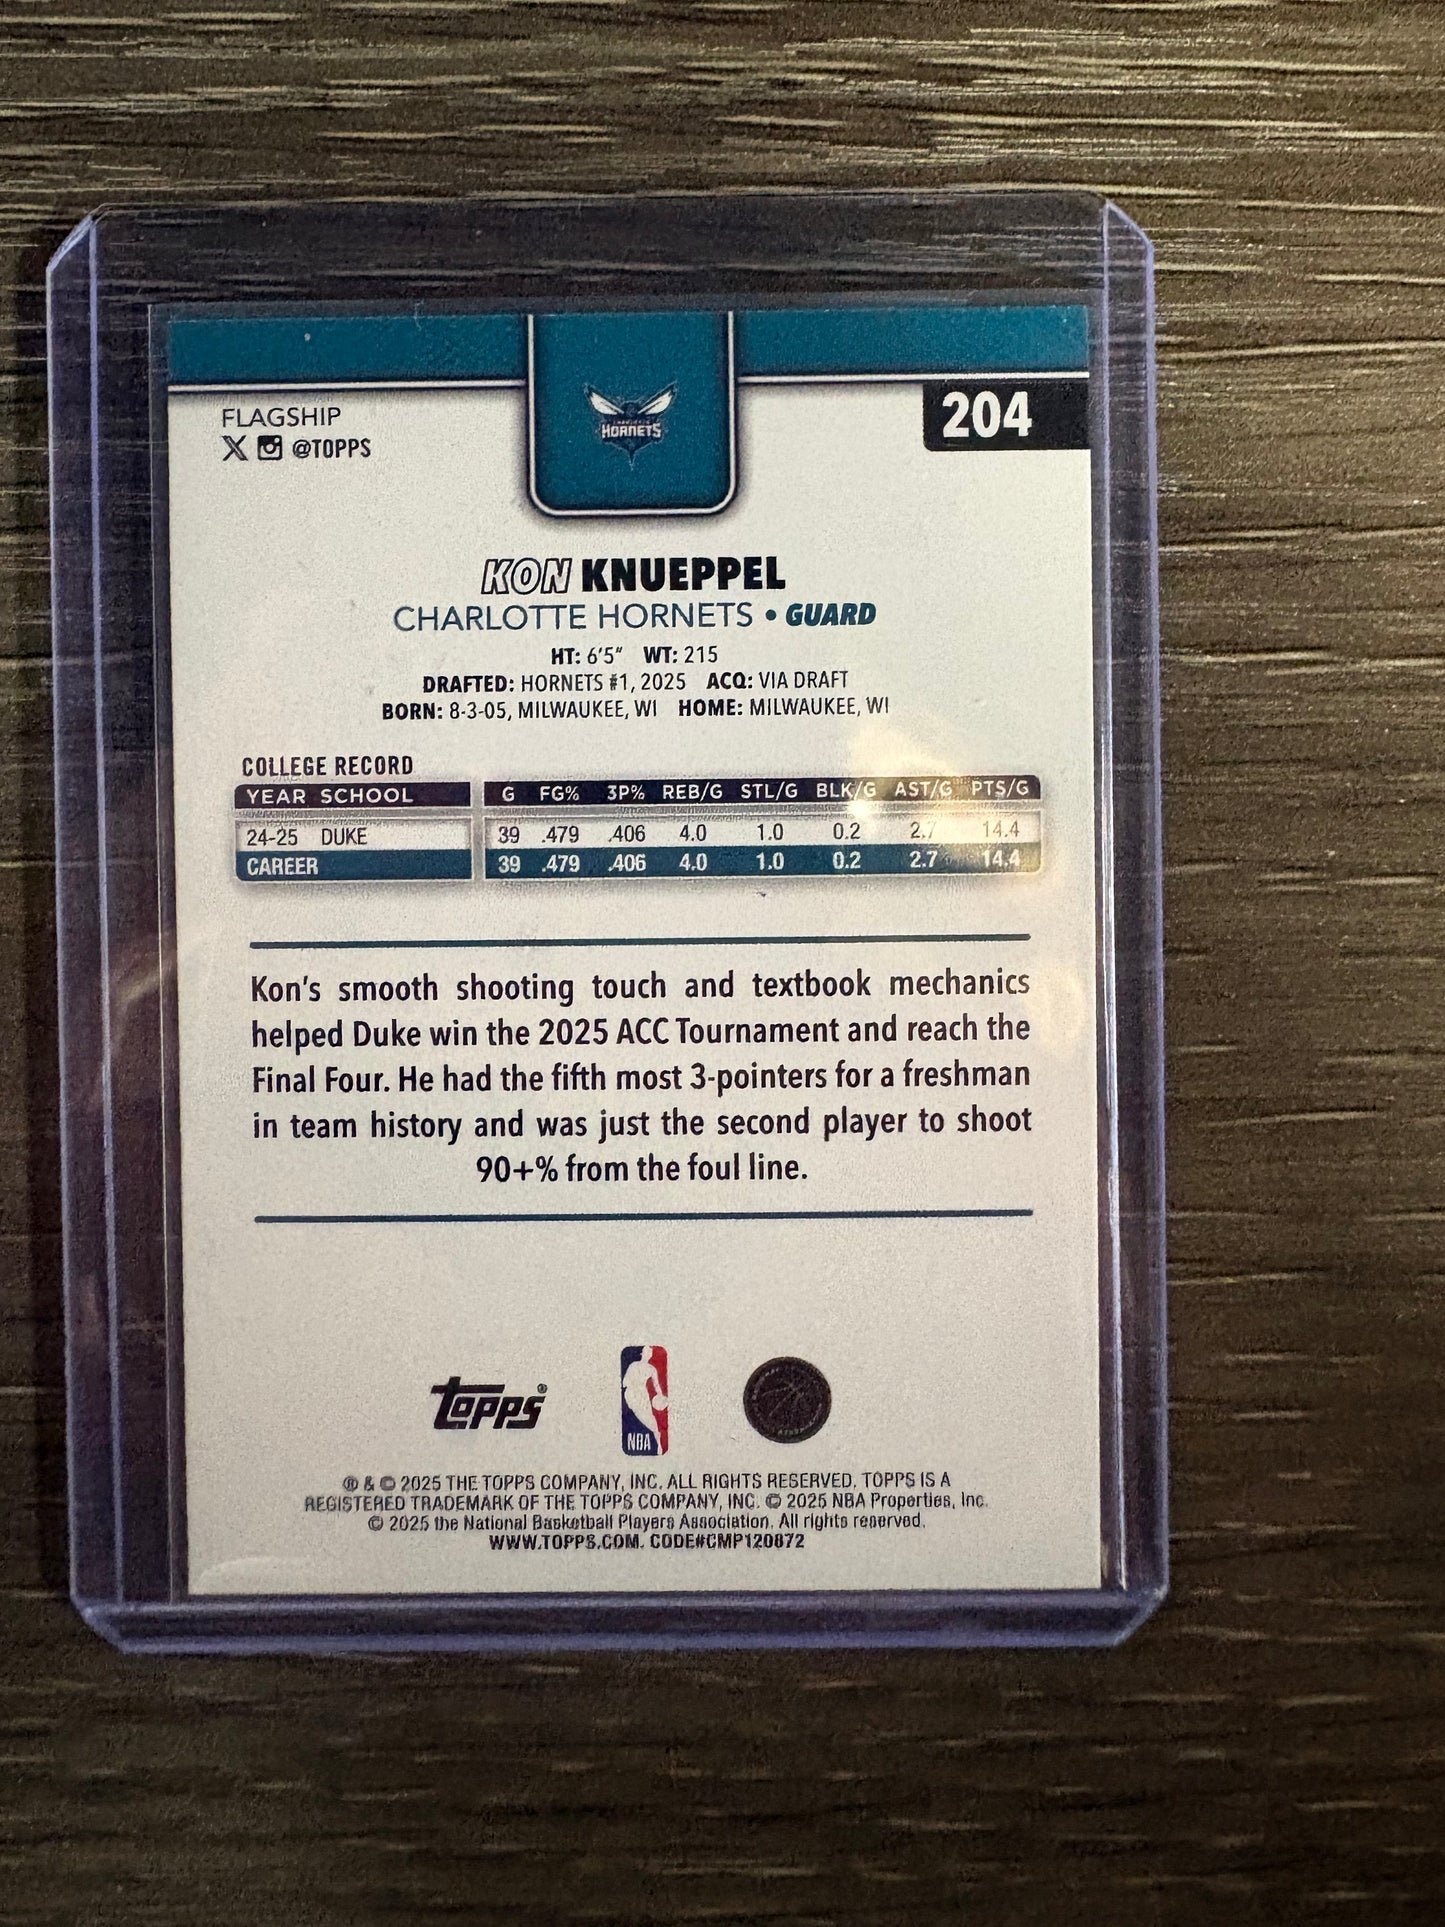 204
FLAGSHIP
HORNETS
X @TOPPS
KON KNUEPPEL
CHARLOTTE HORNETS • GUARD
HT: 6'5" WT: 215
DRAFTED: HORNETS #1, 2025 ACQ: VIA DRAFT
BORN: 8-3-05, MILWAUKEE, WI HOME: MILWAUKEE, WI
COLLEGE RECORD
YEAR SCHOOL G FG% 3P% REB/G STL/G BLK/G AST/G PTS/G
24-25 DUKE 39 .479 .406 4.0 1.0 0.2 2.7 14.4
CAREER 39 .479 .406 4.0 1.0 0.2 2.7 14.4
Kon's smooth shooting touch and textbook mechanics
helped Duke win the 2025 ACC Tournament and reach the
Final Four. He had the fifth most 3-pointers for a freshman
in team history and was just the second player to shoot
90+% from the foul line.
Topps®
NBA
® & © 2025 THE TOPPS COMPANY, INC. ALL RIGHTS RESERVED. TOPPS IS A
REGISTERED TRADEMARK OF THE TOPPS COMPANY, INC. © 2025 NBA Properties, Inc.
© 2025 the National Basketball Players Association. All rights reserved.
WWW.TOPPS.COM. CODE#CMP120872